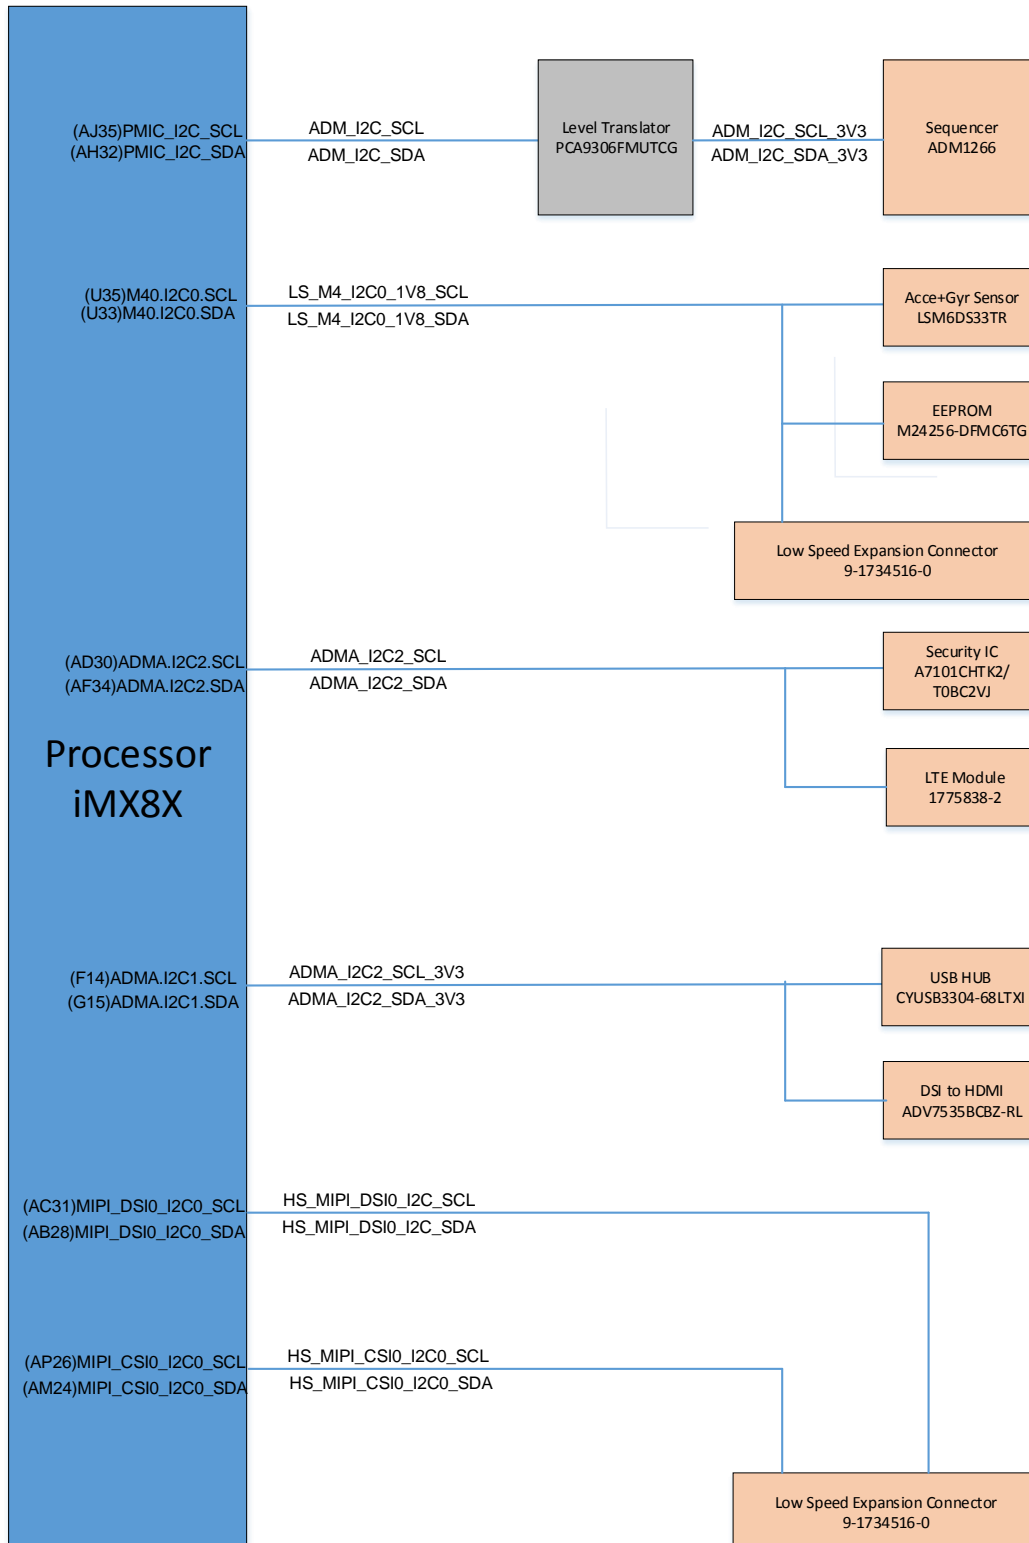 (AJ35)PMIC_I2C_SCL
(AH32)PMIC_I2C_SDA
ADM_I2C_SCL
ADM_I2C_SDA
Level Translator
PCA9306FMUTCG
ADM_I2C_SCL_3V3
ADM_I2C_SDA_3V3
Sequencer
ADM1266
(U35)M40.I2C0.SCL
(U33)M40.I2C0.SDA
LS_M4_I2C0_1V8_SCL
LS_M4_I2C0_1V8_SDA
Acce+Gyr Sensor
LSM6DS33TR
EEPROM
M24256-DFMC6TG
Low Speed Expansion Connector
9-1734516-0
(AD30)ADMA.I2C2.SCL
(AF34)ADMA.I2C2.SDA
ADMA_I2C2_SCL
ADMA_I2C2_SDA
Security IC
A7101CHTK2/
T0BC2VJ
Processor
iMX8X
LTE Module
1775838-2
(F14)ADMA.I2C1.SCL
(G15)ADMA.I2C1.SDA
ADMA_I2C2_SCL_3V3
ADMA_I2C2_SDA_3V3
USB HUB
CYUSB3304-68LTXI
DSI to HDMI
ADV7535BCBZ-RL
(AC31)MIPI_DSI0_I2C0_SCL
(AB28)MIPI_DSI0_I2C0_SDA
HS_MIPI_DSI0_I2C_SCL
HS_MIPI_DSI0_I2C_SDA
(AP26)MIPI_CSI0_I2C0_SCL
(AM24)MIPI_CSI0_I2C0_SDA
HS_MIPI_CSI0_I2C0_SCL
HS_MIPI_CSI0_I2C0_SDA
Low Speed Expansion Connector
9-1734516-0